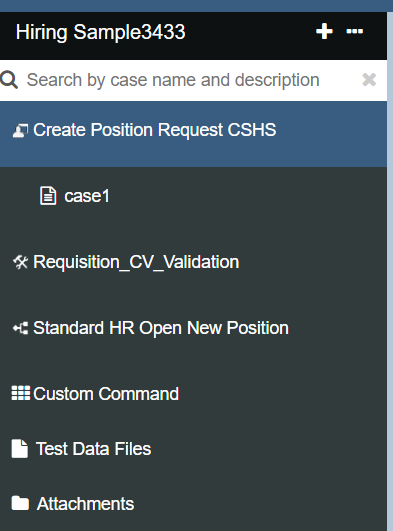 Hiring Sample3433
Search by case name and description
Create Position Request CSHS
case1
Requisition_CV_Validation
Standard HR Open New Position
Custom Command
Test Data Files
Attachments